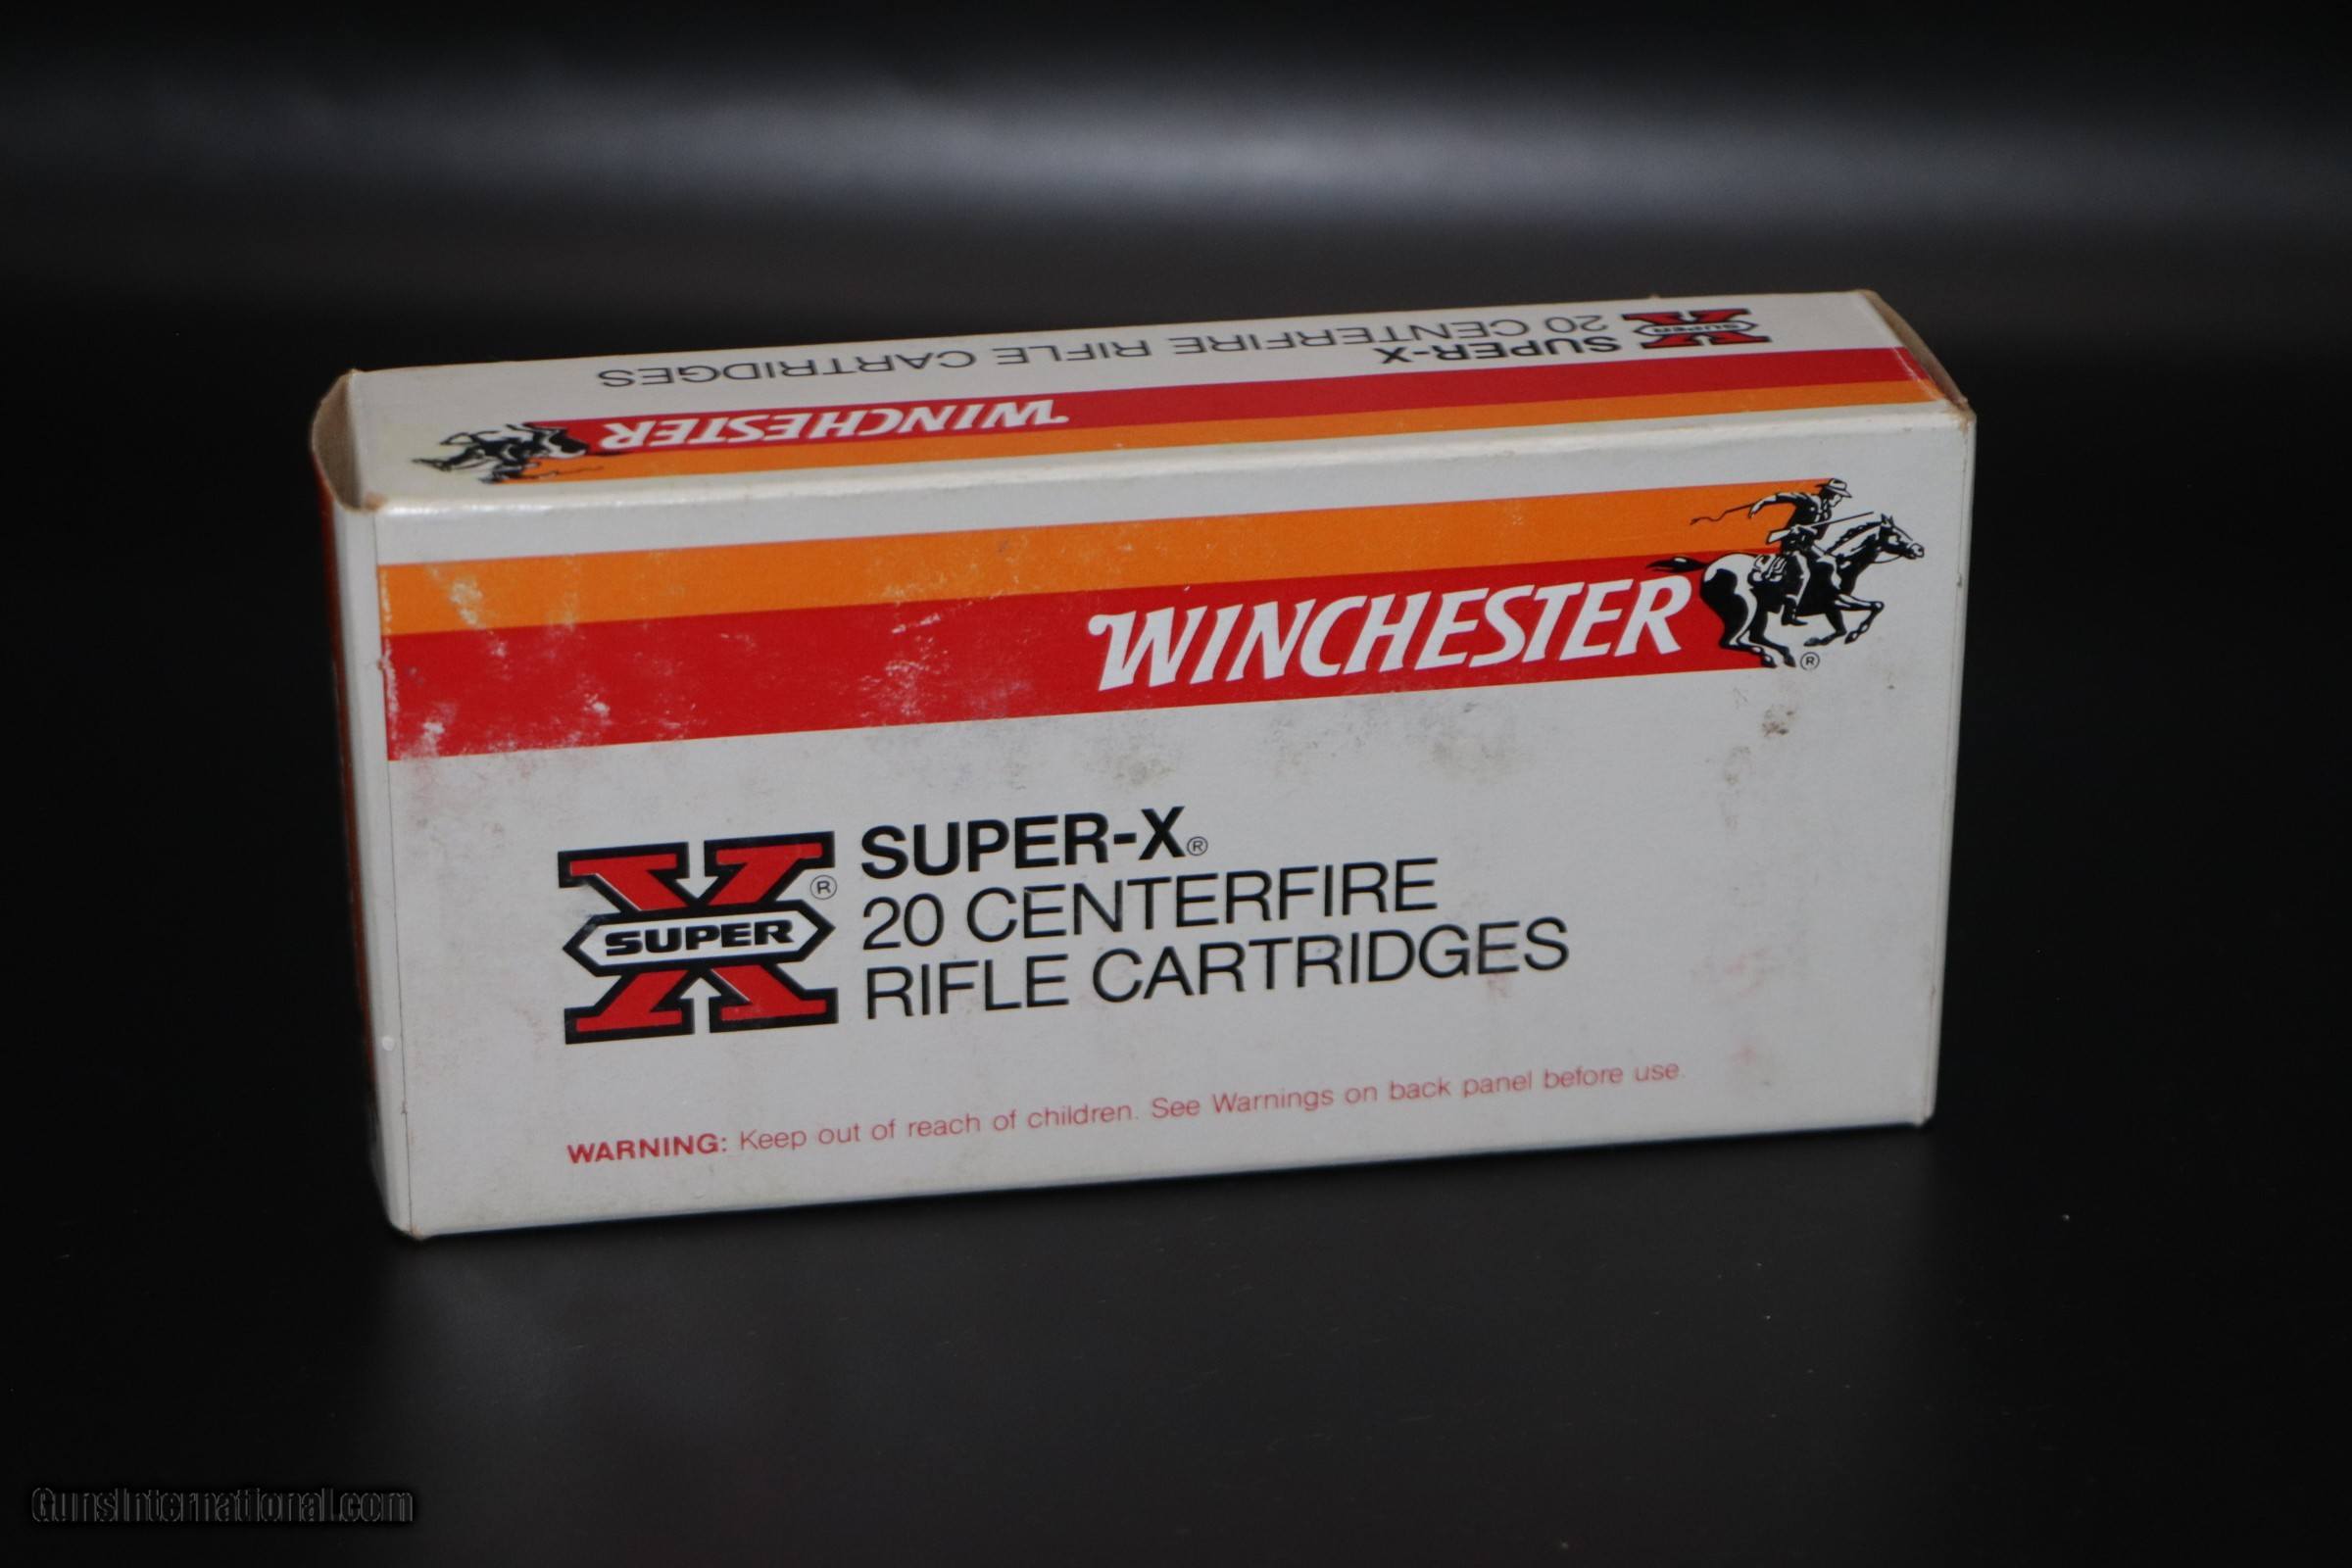 SUPER
SUPER-X
20 CENTERFIRE RIFLE CARTRIDGES
WINCHESTER
WINCHESTER
®
SUPER-X®
20 CENTERFIRE
RIFLE CARTRIDGES
X®
SUPER
WARNING: Keep out of reach of children. See Warnings on back panel before use.
GunsInternational.com